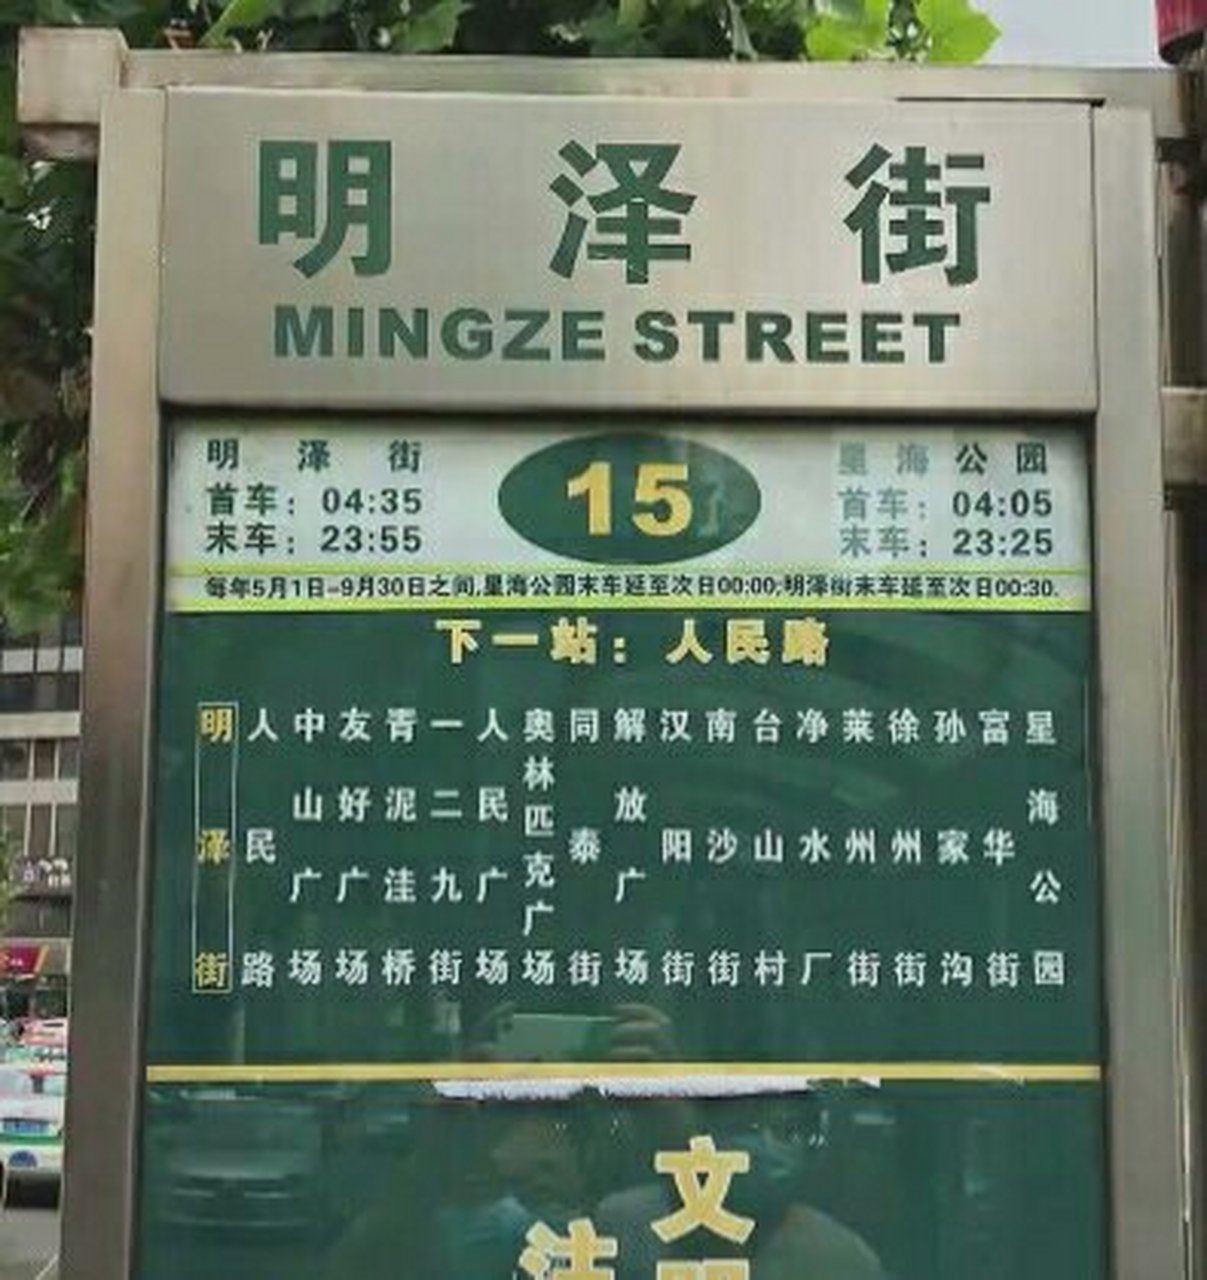 明泽街
MINGZE STREET
明泽街
首车：04:35
末车：23:55
15
星海公园
首车：04:05
末车：23:25
每年5月1日-9月30日之间,星海公园末车延至次日00:00;明泽街末车延至次日00:30.
下一站：人民路
明泽街
人民路
中山广场
友好广场
青泥洼桥
一二九街
人民广场
奥林匹克广场
同泰街
解放广场
汉阳街
南沙街
台山村
净水厂
莱州街
徐州街
孙家沟
富华街
星海公园
文